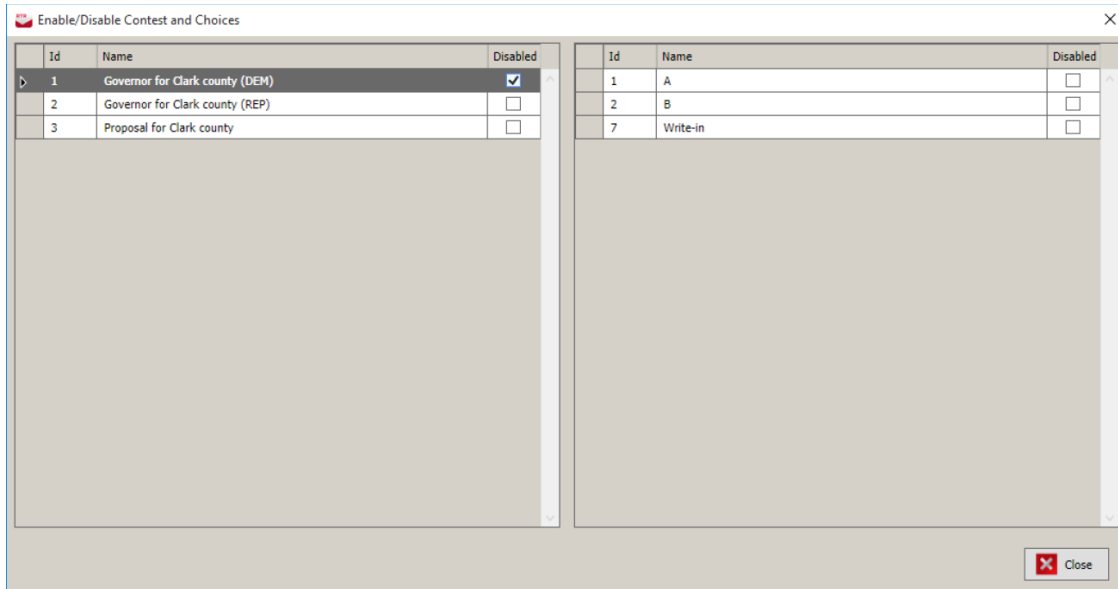 Enable/Disable Contest and Choices
Id Name Disabled
1 Governor for Clark county (DEM)
2 Governor for Clark county (REP)
3 Proposal for Clark county
Id Name Disabled
1 A
2 B
7 Write-in
Close